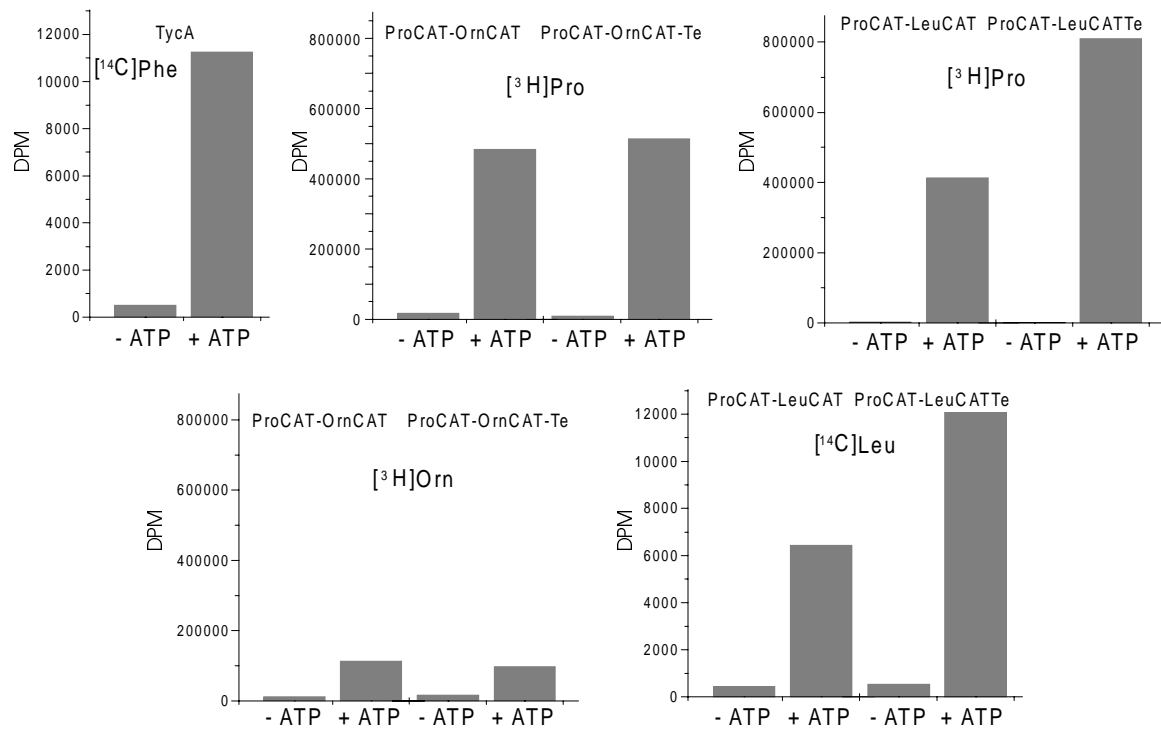 TycA
[¹⁴C]Phe
12000
10000
8000
6000
4000
2000
0
DPM
- ATP + ATP
ProCAT-OrnCAT ProCAT-OrnCAT-Te
[³H]Pro
800000
600000
400000
200000
0
DPM
- ATP + ATP - ATP + ATP
ProCAT-LeuCAT ProCAT-LeuCATTe
[³H]Pro
800000
600000
400000
200000
0
DPM
- ATP + ATP - ATP + ATP
ProCAT-OrnCAT ProCAT-OrnCAT-Te
[³H]Orn
800000
600000
400000
200000
0
DPM
- ATP + ATP - ATP + ATP
ProCAT-LeuCAT ProCAT-LeuCATTe
[¹⁴C]Leu
12000
10000
8000
6000
4000
2000
0
DPM
- ATP + ATP - ATP + ATP